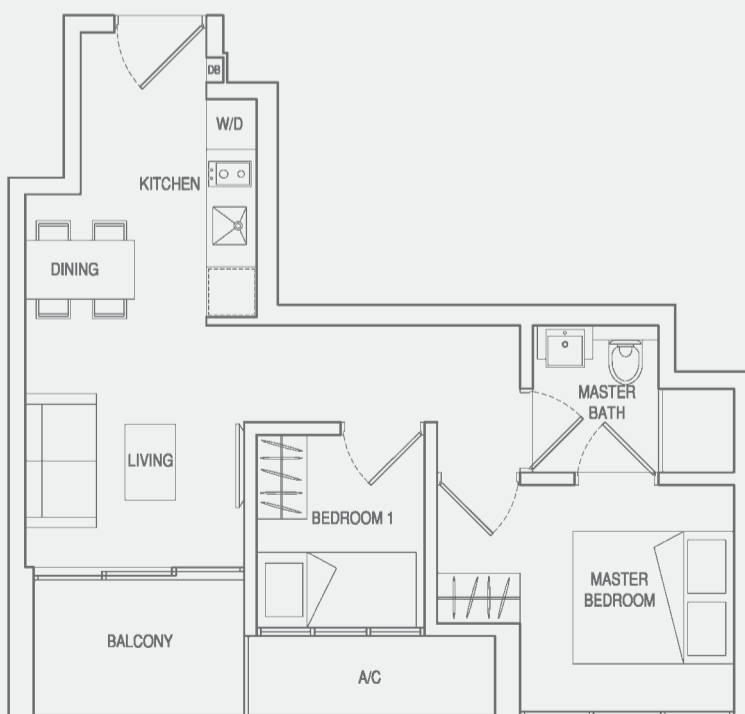 DB
W/D
KITCHEN
DINING
MASTER
BATH
LIVING
BEDROOM 1
MASTER
BEDROOM
BALCONY
A/C